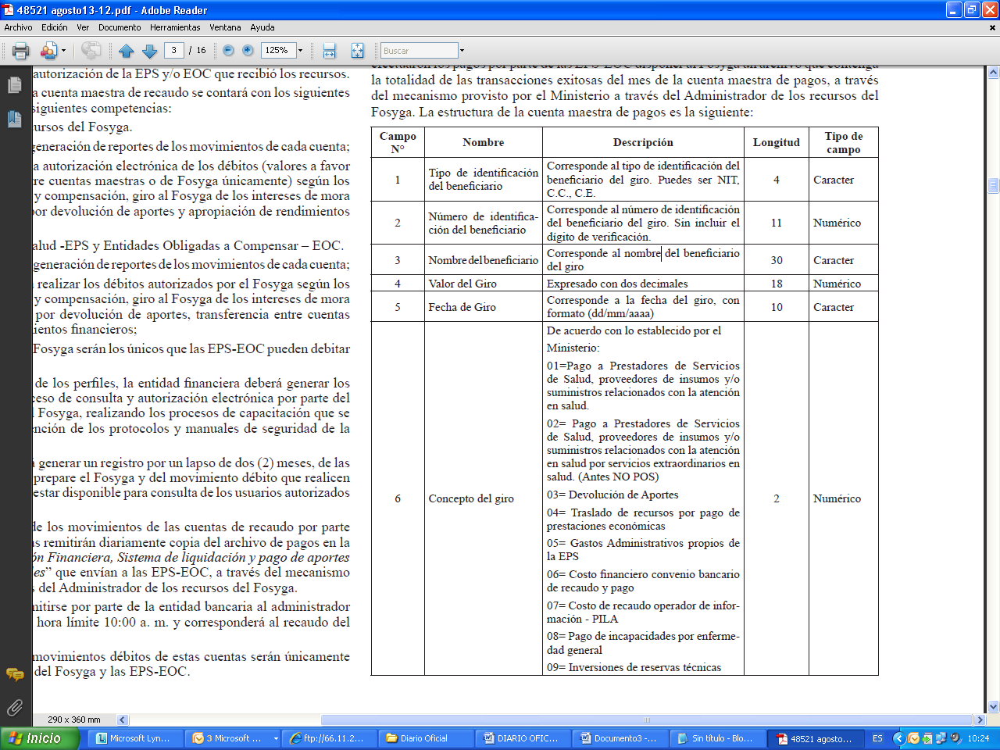 48521 agosto13-12.pdf - Adobe Reader
Archivo Edición Ver Documento Herramientas Ventana Ayuda
3 / 16 125% Buscar
autorización de la EPS y/o EOC que recibió los recursos.
a cuenta maestra de recaudo se contará con los siguientes
siguientes competencias:
cursos del Fosyga.
generación de reportes de los movimientos de cada cuenta;
a autorización electrónica de los débitos (valores a favor
re cuentas maestras o de Fosyga únicamente) según los
y compensación, giro al Fosyga de los intereses de mora
por devolución de aportes y apropiación de rendimientos
alud -EPS y Entidades Obligadas a Compensar – EOC.
generación de reportes de los movimientos de cada cuenta;
a realizar los débitos autorizados por el Fosyga según los
y compensación, giro al Fosyga de los intereses de mora
por devolución de aportes, transferencia entre cuentas
ientos financieros;
Fosyga serán los únicos que las EPS-EOC pueden debitar
de los perfiles, la entidad financiera deberá generar los
ceso de consulta y autorización electrónica por parte del
l Fosyga, realizando los procesos de capacitación que se
ención de los protocolos y manuales de seguridad de la
á generar un registro por un lapso de dos (2) meses, de las
prepare el Fosyga y del movimiento débito que realicen
estar disponible para consulta de los usuarios autorizados
de los movimientos de las cuentas de recaudo por parte
as remitirán diariamente copia del archivo de pagos en la
ón Financiera, Sistema de liquidación y pago de aportes
les” que envían a las EPS-EOC, a través del mecanismo
s del Administrador de los recursos del Fosyga.
mitirse por parte de la entidad bancaria al administrador
hora límite 10:00 a. m. y corresponderá al recaudo del
movimientos débitos de estas cuentas serán únicamente
del Fosyga y las EPS-EOC.
efectuaron los pagos por parte de las EPS-EOC disponer al Fosyga un archivo que contenga
la totalidad de las transacciones exitosas del mes de la cuenta maestra de pagos, a través
del mecanismo provisto por el Ministerio a través del Administrador de los recursos del
Fosyga. La estructura de la cuenta maestra de pagos es la siguiente:
Campo N° Nombre Descripción Longitud Tipo de campo
1 Tipo de identificación del beneficiario Corresponde al tipo de identificación del beneficiario del giro. Puedes ser NIT, C.C., C.E. 4 Caracter
2 Número de identifica-ción del beneficiario Corresponde al número de identificación del beneficiario del giro. Sin incluir el dígito de verificación. 11 Numérico
3 Nombre del beneficiario Corresponde al nombre del beneficiario del giro 30 Caracter
4 Valor del Giro Expresado con dos decimales 18 Numérico
5 Fecha de Giro Corresponde a la fecha del giro, con formato (dd/mm/aaaa) 10 Caracter
6 Concepto del giro 2 Numérico
De acuerdo con lo establecido por el
Ministerio:
01=Pago a Prestadores de Servicios
de Salud, proveedores de insumos y/o
suministros relacionados con la atención
en salud.
02= Pago a Prestadores de Servicios
de Salud, proveedores de insumos y/o
suministros relacionados con la atención
en salud por servicios extraordinarios en
salud. (Antes NO POS)
03= Devolución de Aportes
04= Traslado de recursos por pago de
prestaciones económicas
05= Gastos Administrativos propios de
la EPS
06= Costo financiero convenio bancario
de recaudo y pago
07= Costo de recaudo operador de infor-
mación - PILA
08= Pago de incapacidades por enferme-
dad general
09= Inversiones de reservas técnicas
290 x 360 mm
Inicio Microsoft Lyn... 3 Microsoft ... ftp://66.11.2... Diario Oficial DIARIO OFIC... Documento3 -... Sin título - Blo... 48521 agosto... ES 10:24